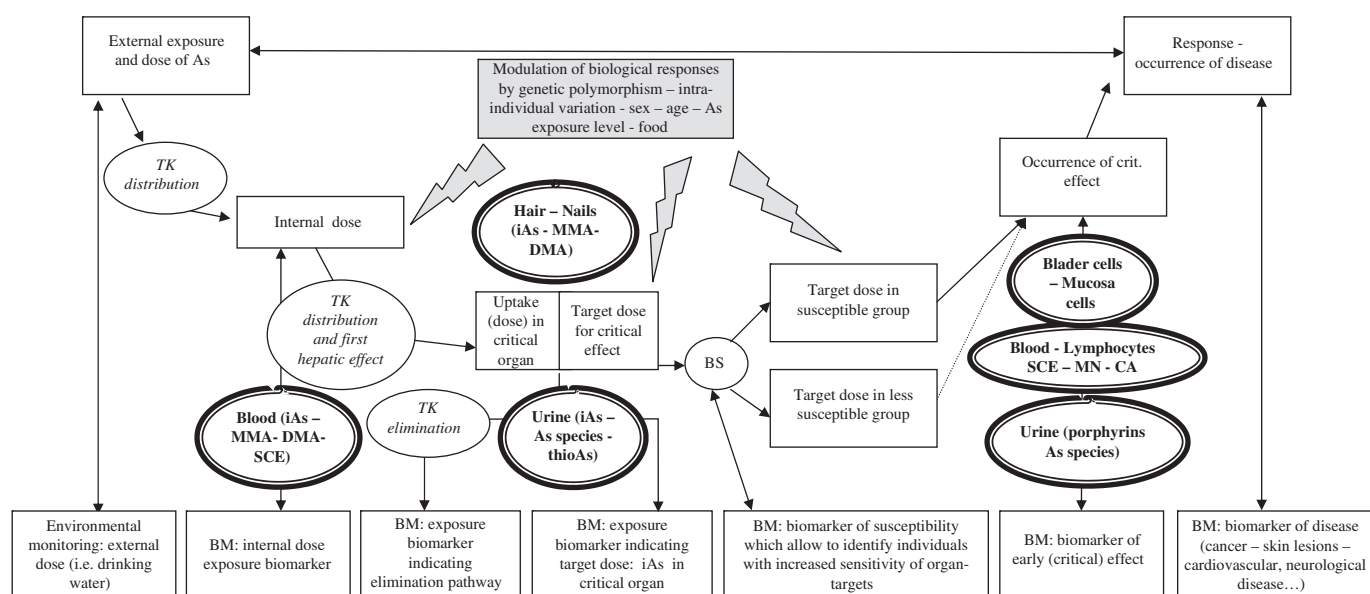 External exposure
and dose of As
Response -
occurrence of disease
Modulation of biological responses
by genetic polymorphism – intra-
individual variation - sex – age – As
exposure level - food
TK
distribution
Occurrence of crit.
effect
Internal dose
Hair – Nails
(iAs - MMA-
DMA)
Blader cells
– Mucosa
cells
TK
distribution
and first
hepatic effect
Uptake
(dose) in
critical
organ
Target dose
for critical
effect
Target dose in
susceptible group
BS
Blood - Lymphocytes
SCE – MN - CA
Target dose in less
susceptible group
Blood (iAs –
MMA- DMA-
SCE)
TK
elimination
Urine (iAs –
As species -
thioAs)
Urine (porphyrins
As species)
Environmental
monitoring: external
dose (i.e. drinking
water)
BM: internal dose
exposure biomarker
BM: exposure
biomarker
indicating
elimination pathway
BM: exposure
biomarker indicating
target dose: iAs in
critical organ
BM: biomarker of susceptibility
which allow to identify individuals
with increased sensitivity of organ-
targets
BM: biomarker of
early (critical) effect
BM: biomarker of disease
(cancer – skin lesions –
cardiovascular, neurological
disease…)